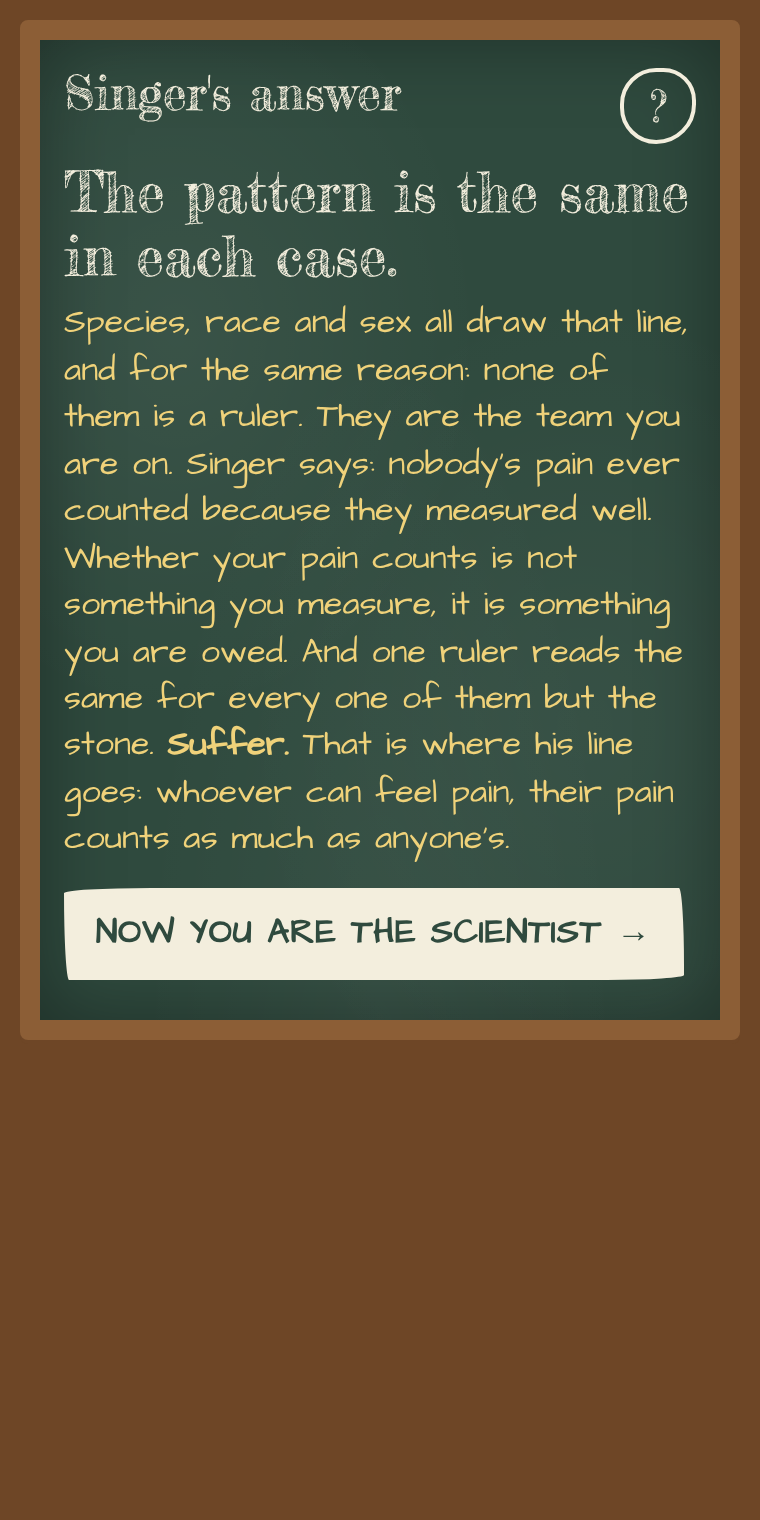 Singer's answer
?
The pattern is the same
in each case.
Species, race and sex all draw that line,
and for the same reason: none of
them is a ruler. They are the team you
are on. Singer says: nobody's pain ever
counted because they measured well.
Whether your pain counts is not
something you measure, it is something
you are owed. And one ruler reads the
same for every one of them but the
stone. Suffer. That is where his line
goes: whoever can feel pain, their pain
counts as much as anyone's.
NOW YOU ARE THE SCIENTIST →